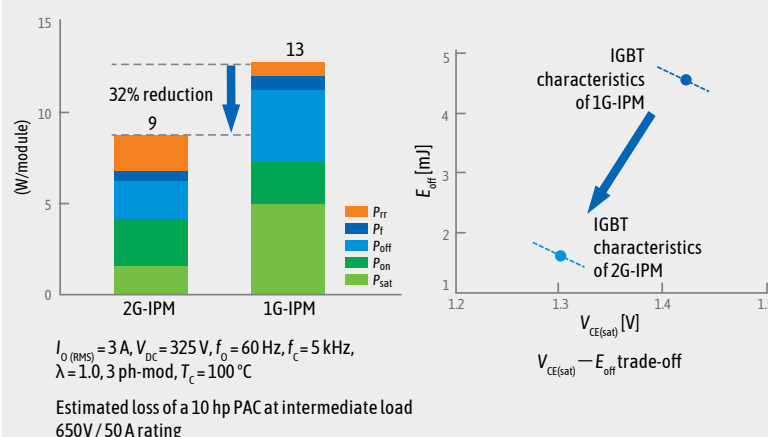 15
10
5
0
(W/module)
13
32% reduction
9
Prr
Pf
Poff
Pon
Psat
2G-IPM
1G-IPM
IO (RMS) = 3 A, VDC = 325 V, fO = 60 Hz, fC = 5 kHz,
λ = 1.0, 3 ph-mod, TC = 100 °C
Estimated loss of a 10 hp PAC at intermediate load
650 V / 50 A rating
5
4
3
2
1
Eoff [mJ]
IGBT
characteristics
of 1G-IPM
IGBT
characteristics
of 2G-IPM
1.2
1.3
1.4
VCE(sat) [V]
VCE(sat) — Eoff trade-off